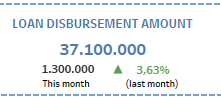 LOAN DISBURSEMENT AMOUNT
37.100.000
1.300.000 ▲ 3,63%
This month (last month)